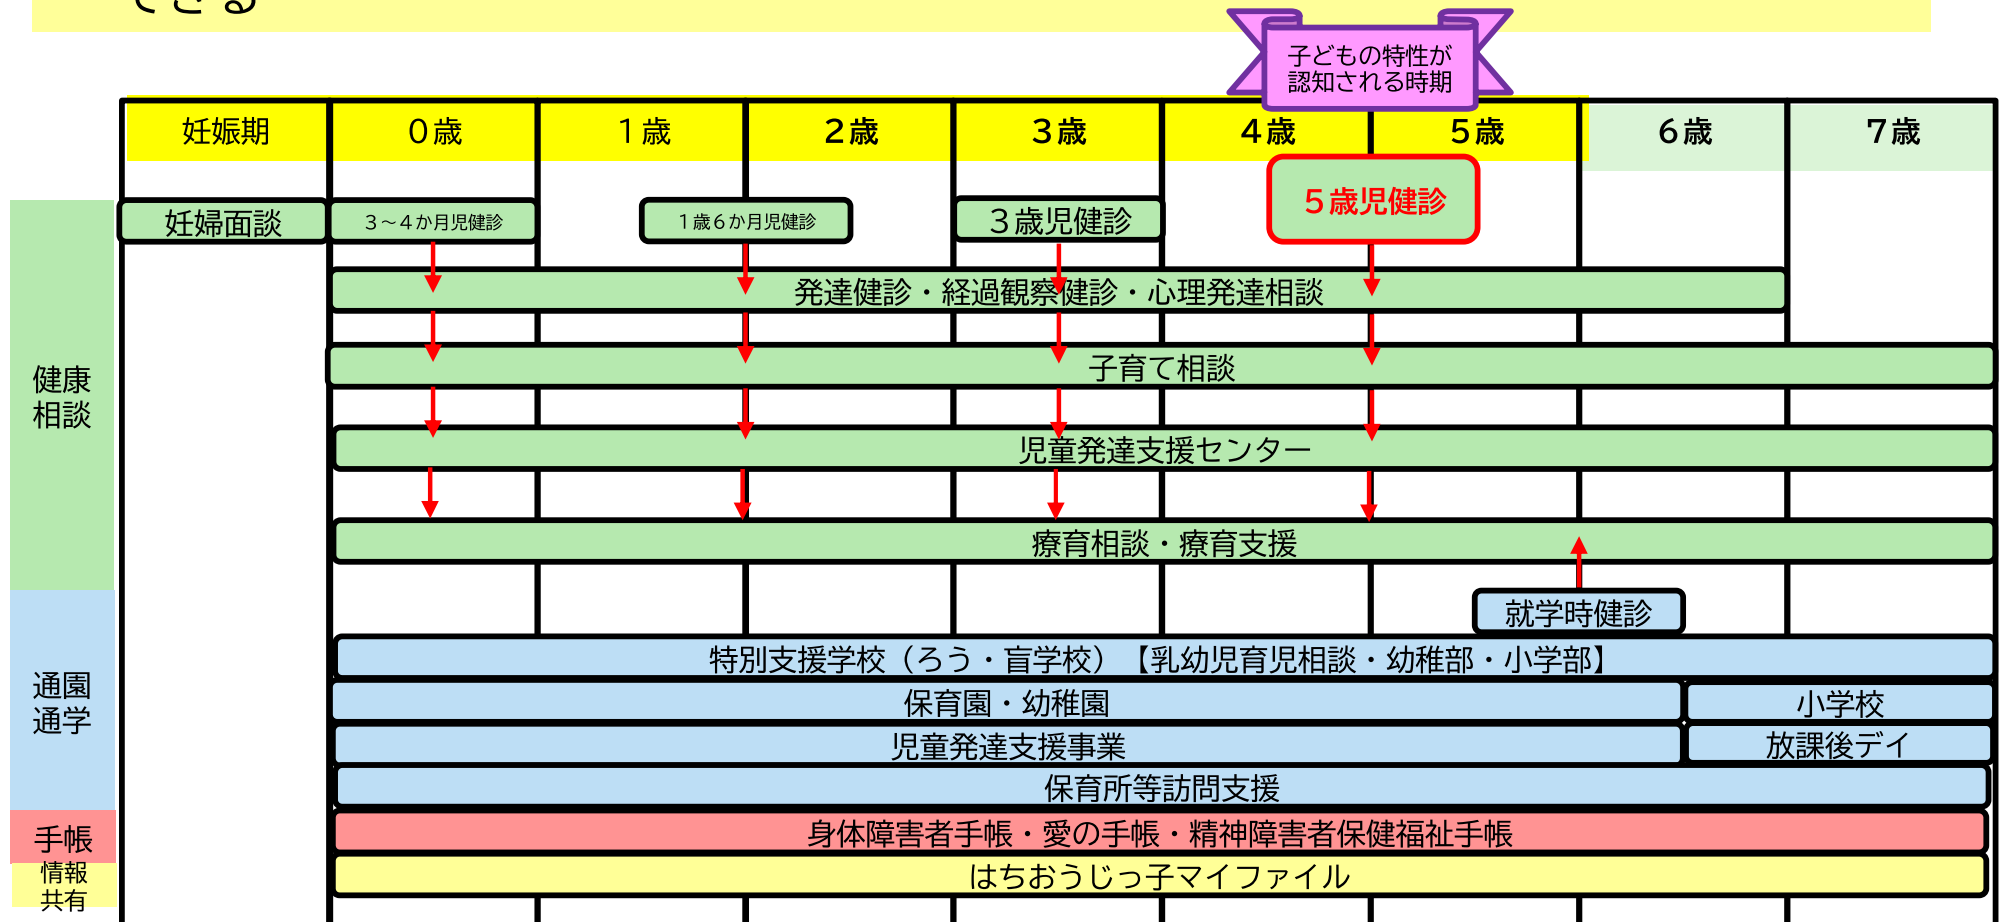 できる
子どもの特性が
認知される時期
妊娠期 ０歳 １歳 ２歳 ３歳 ４歳 ５歳 ６歳 ７歳
妊婦面談 ３～４か月児健診 １歳６か月児健診 ３歳児健診 ５歳児健診
発達健診・経過観察健診・心理発達相談
子育て相談
健康
相談
児童発達支援センター
療育相談・療育支援
就学時健診
特別支援学校（ろう・盲学校）【乳幼児育児相談・幼稚部・小学部】
通園
通学
保育園・幼稚園 小学校
児童発達支援事業 放課後デイ
保育所等訪問支援
手帳
身体障害者手帳・愛の手帳・精神障害者保健福祉手帳
情報
共有
はちおうじっ子マイファイル